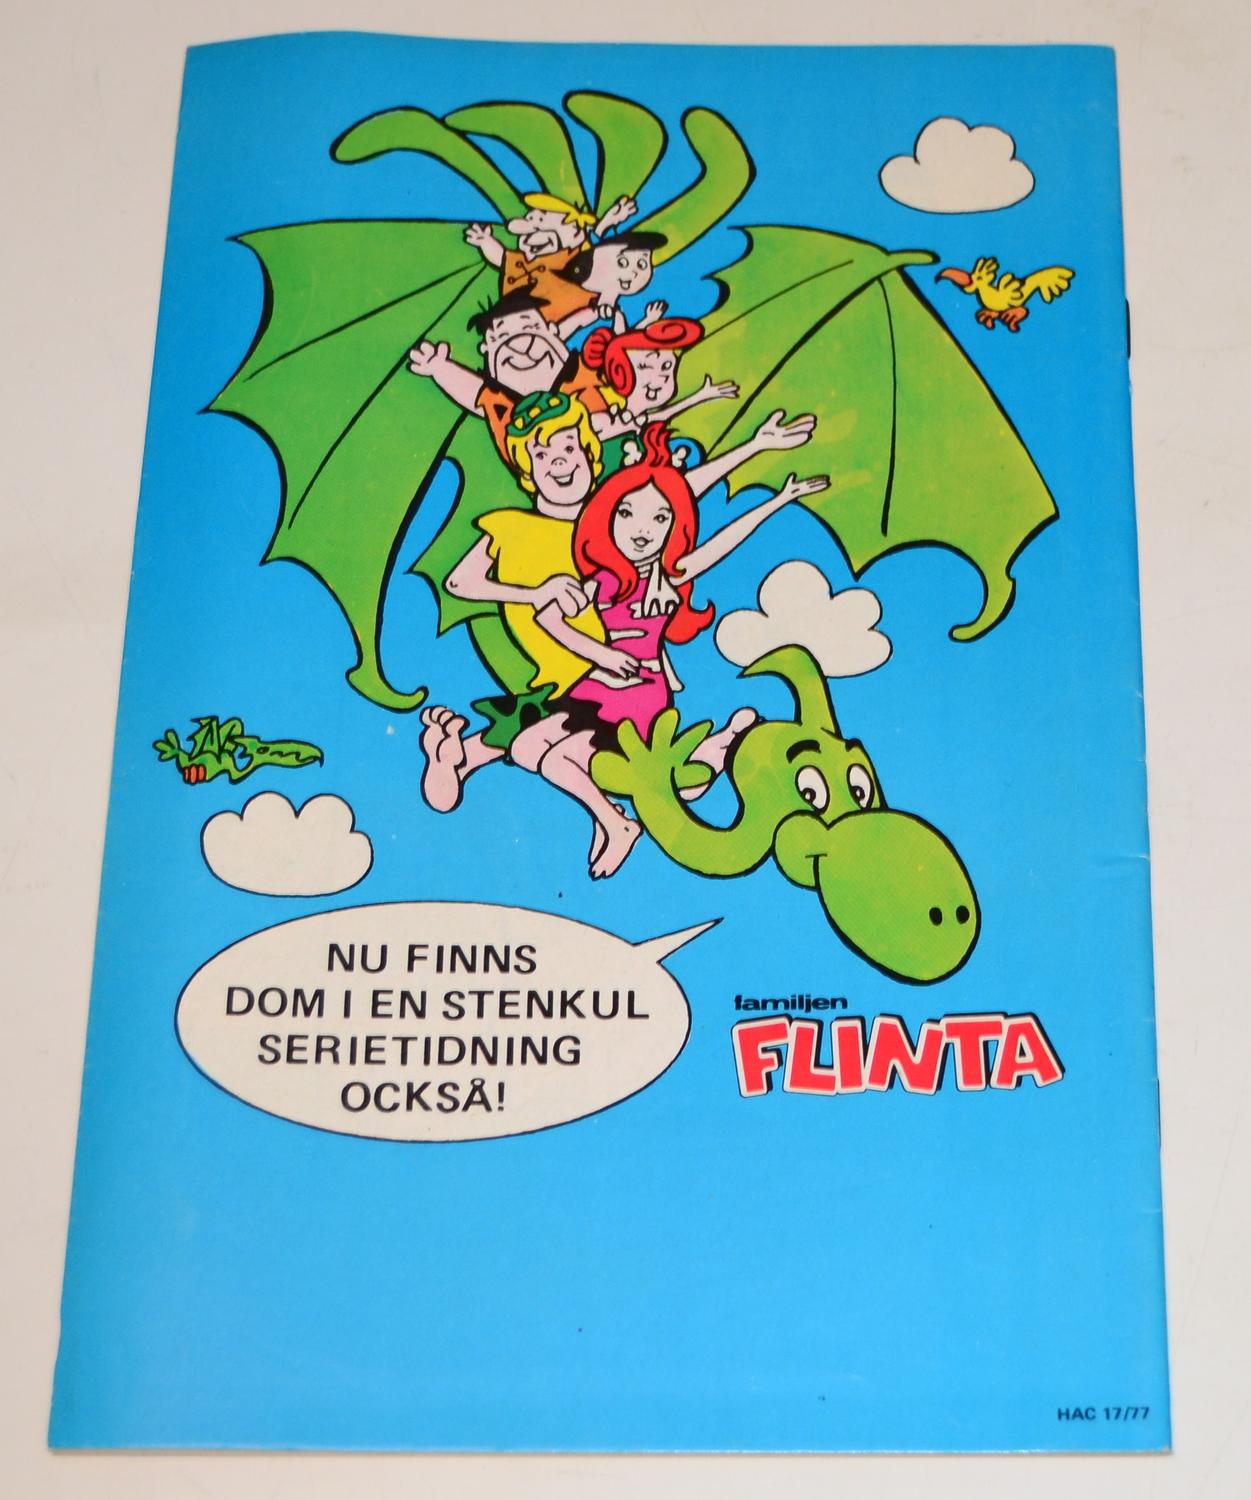 NU FINNS
DOM I EN STENKUL
SERIETIDNING
OCKSÅ!
familjen
FLINTA
HAC 17/77